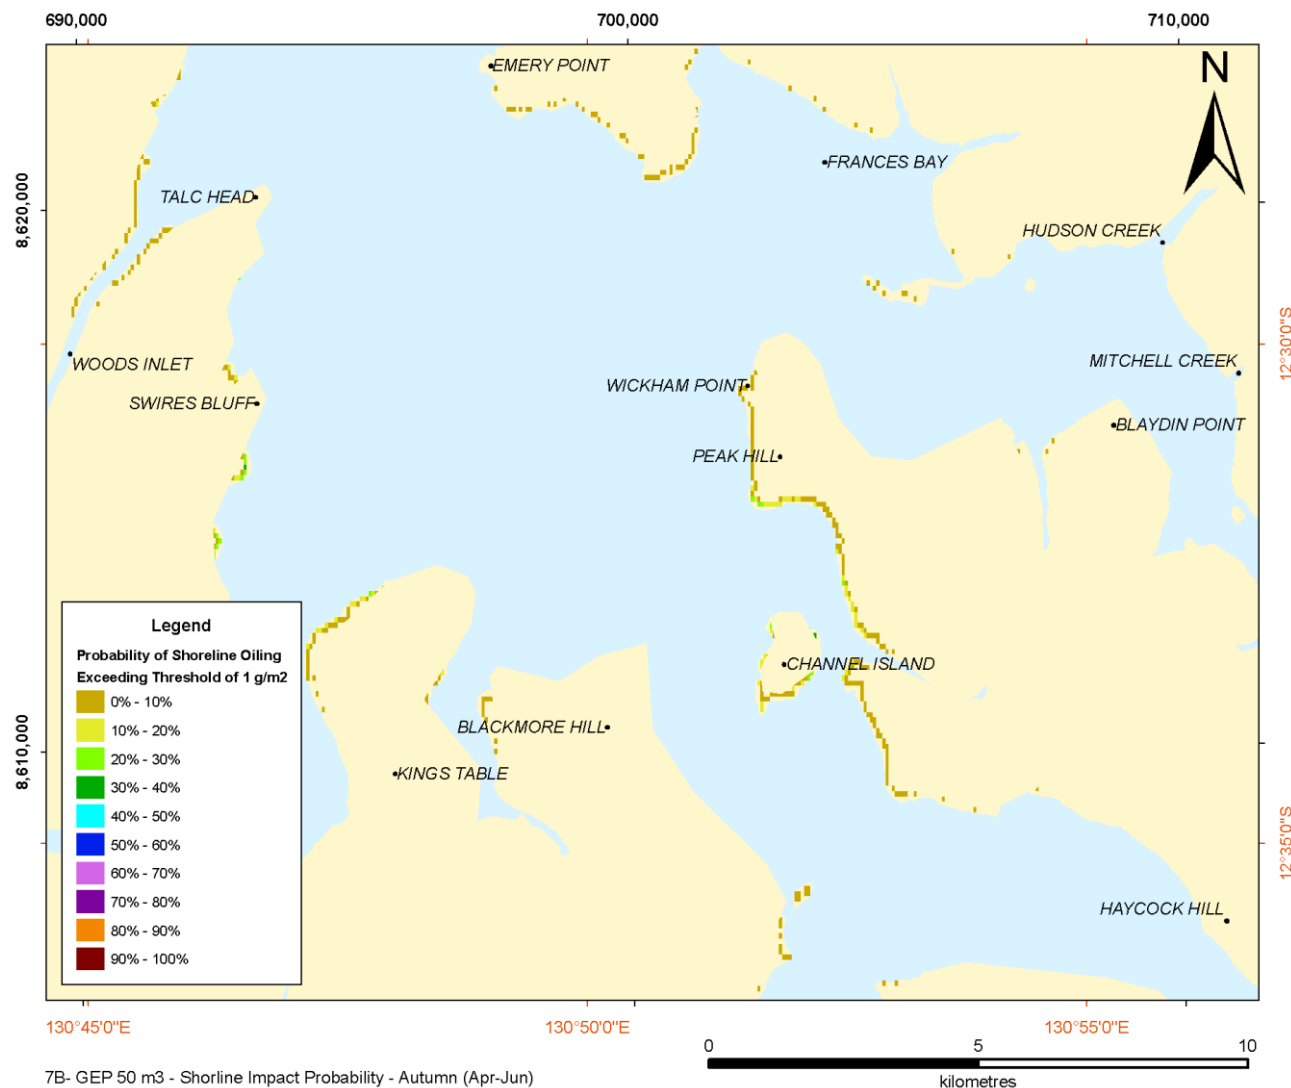 690,000
700,000
710,000
N
EMERY POINT
FRANCES BAY
TALC HEAD
8,620,000
HUDSON CREEK
12°30'0"S
WOODS INLET
MITCHELL CREEK
WICKHAM POINT
SWIRES BLUFF
BLAYDIN POINT
PEAK HILL
Legend
Probability of Shoreline Oiling
Exceeding Threshold of 1 g/m2
0% - 10%
10% - 20%
20% - 30%
30% - 40%
40% - 50%
50% - 60%
60% - 70%
70% - 80%
80% - 90%
90% - 100%
CHANNEL ISLAND
BLACKMORE HILL
8,610,000
KINGS TABLE
12°35'0"S
HAYCOCK HILL
130°45'0"E
130°50'0"E
130°55'0"E
0
5
10
kilometres
7B- GEP 50 m3 - Shorline Impact Probability - Autumn (Apr-Jun)